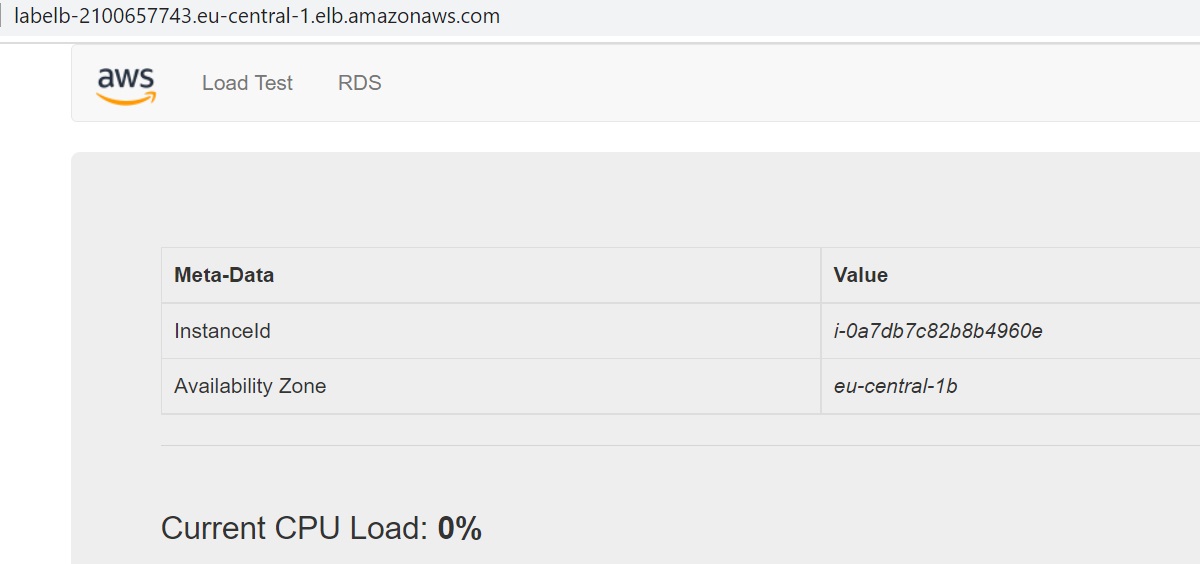 labelb-2100657743.eu-central-1.elb.amazonaws.com
aws Load Test RDS
Meta-Data Value
InstanceId i-0a7db7c82b8b4960e
Availability Zone eu-central-1b
Current CPU Load: 0%